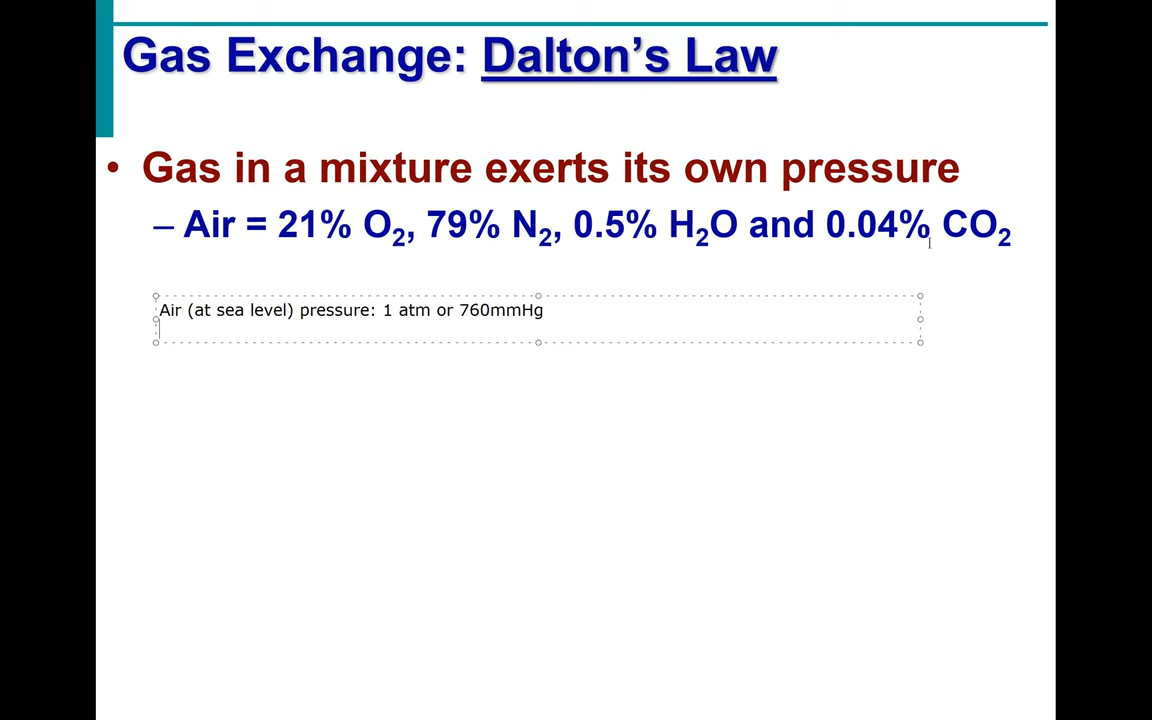 Gas Exchange: Dalton’s Law
• Gas in a mixture exerts its own pressure
– Air = 21% O₂, 79% N₂, 0.5% H₂O and 0.04% CO₂
Air (at sea level) pressure: 1 atm or 760mmHg